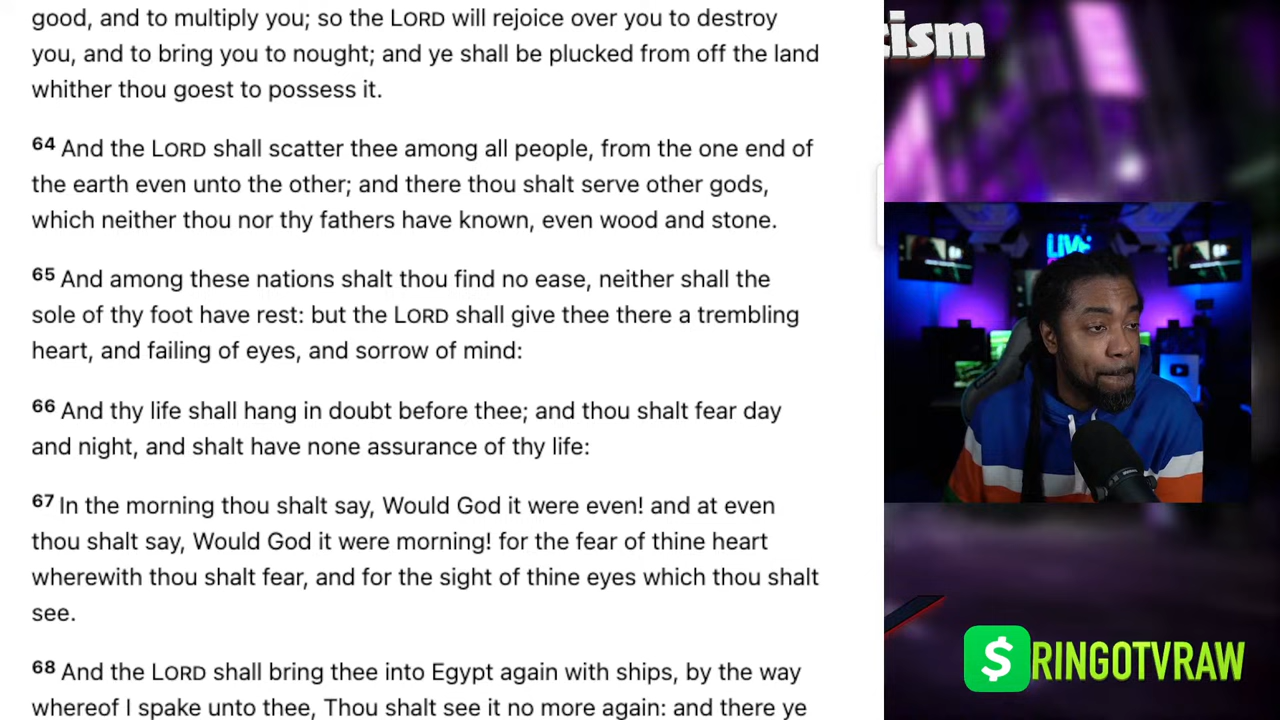 good, and to multiply you; so the LORD will rejoice over you to destroy
you, and to bring you to nought; and ye shall be plucked from off the land
whither thou goest to possess it.
64 And the LORD shall scatter thee among all people, from the one end of
the earth even unto the other; and there thou shalt serve other gods,
which neither thou nor thy fathers have known, even wood and stone.
65 And among these nations shalt thou find no ease, neither shall the
sole of thy foot have rest: but the LORD shall give thee there a trembling
heart, and failing of eyes, and sorrow of mind:
66 And thy life shall hang in doubt before thee; and thou shalt fear day
and night, and shalt have none assurance of thy life:
67 In the morning thou shalt say, Would God it were even! and at even
thou shalt say, Would God it were morning! for the fear of thine heart
wherewith thou shalt fear, and for the sight of thine eyes which thou shalt
see.
68 And the LORD shall bring thee into Egypt again with ships, by the way
whereof I spake unto thee, Thou shalt see it no more again: and there ye
LIVE
$RINGOTVRAW